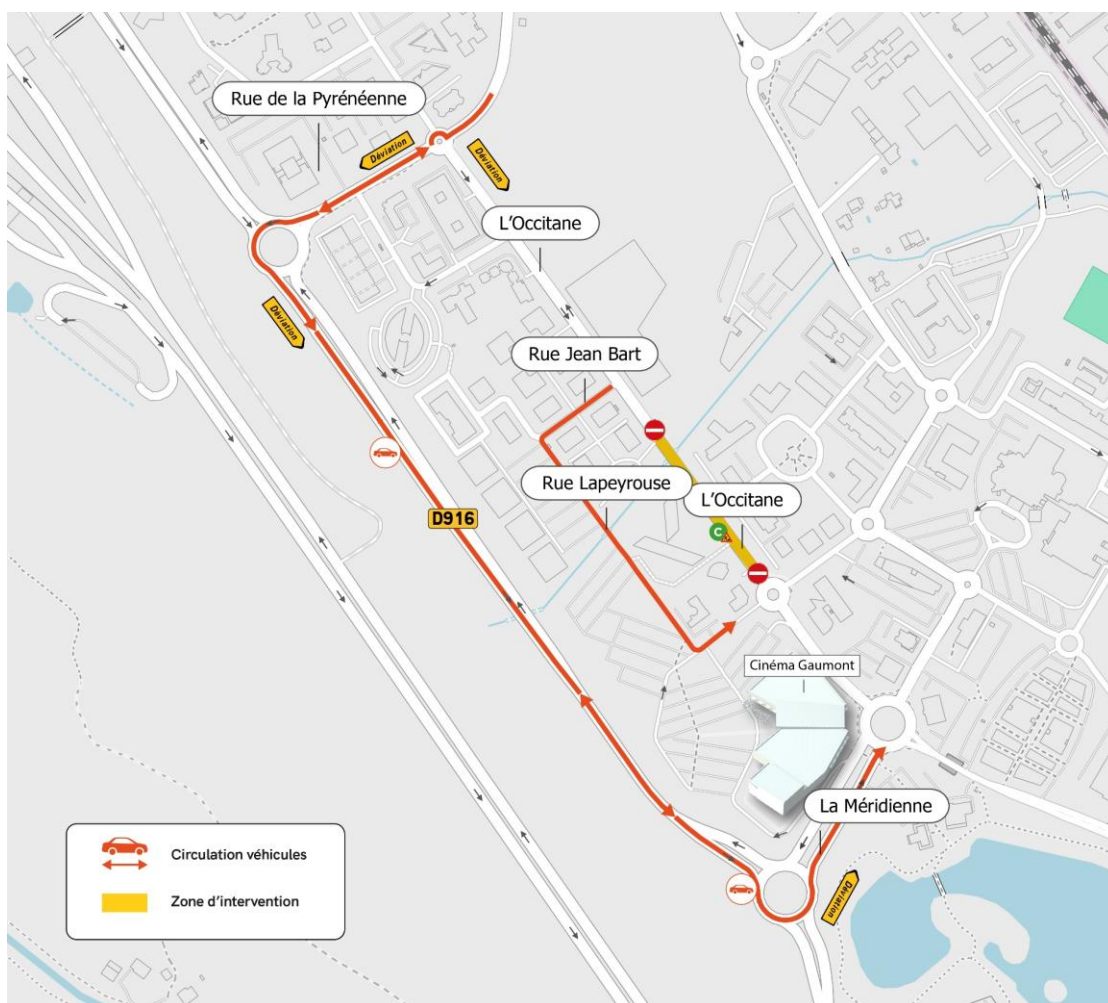 Rue de la Pyrénéenne
Déviation
Déviation
L'Occitane
Déviation
Rue Jean Bart
Rue Lapeyrouse
L'Occitane
D916
C
Cinéma Gaumont
La Méridienne
Déviation
Circulation véhicules
Zone d'intervention